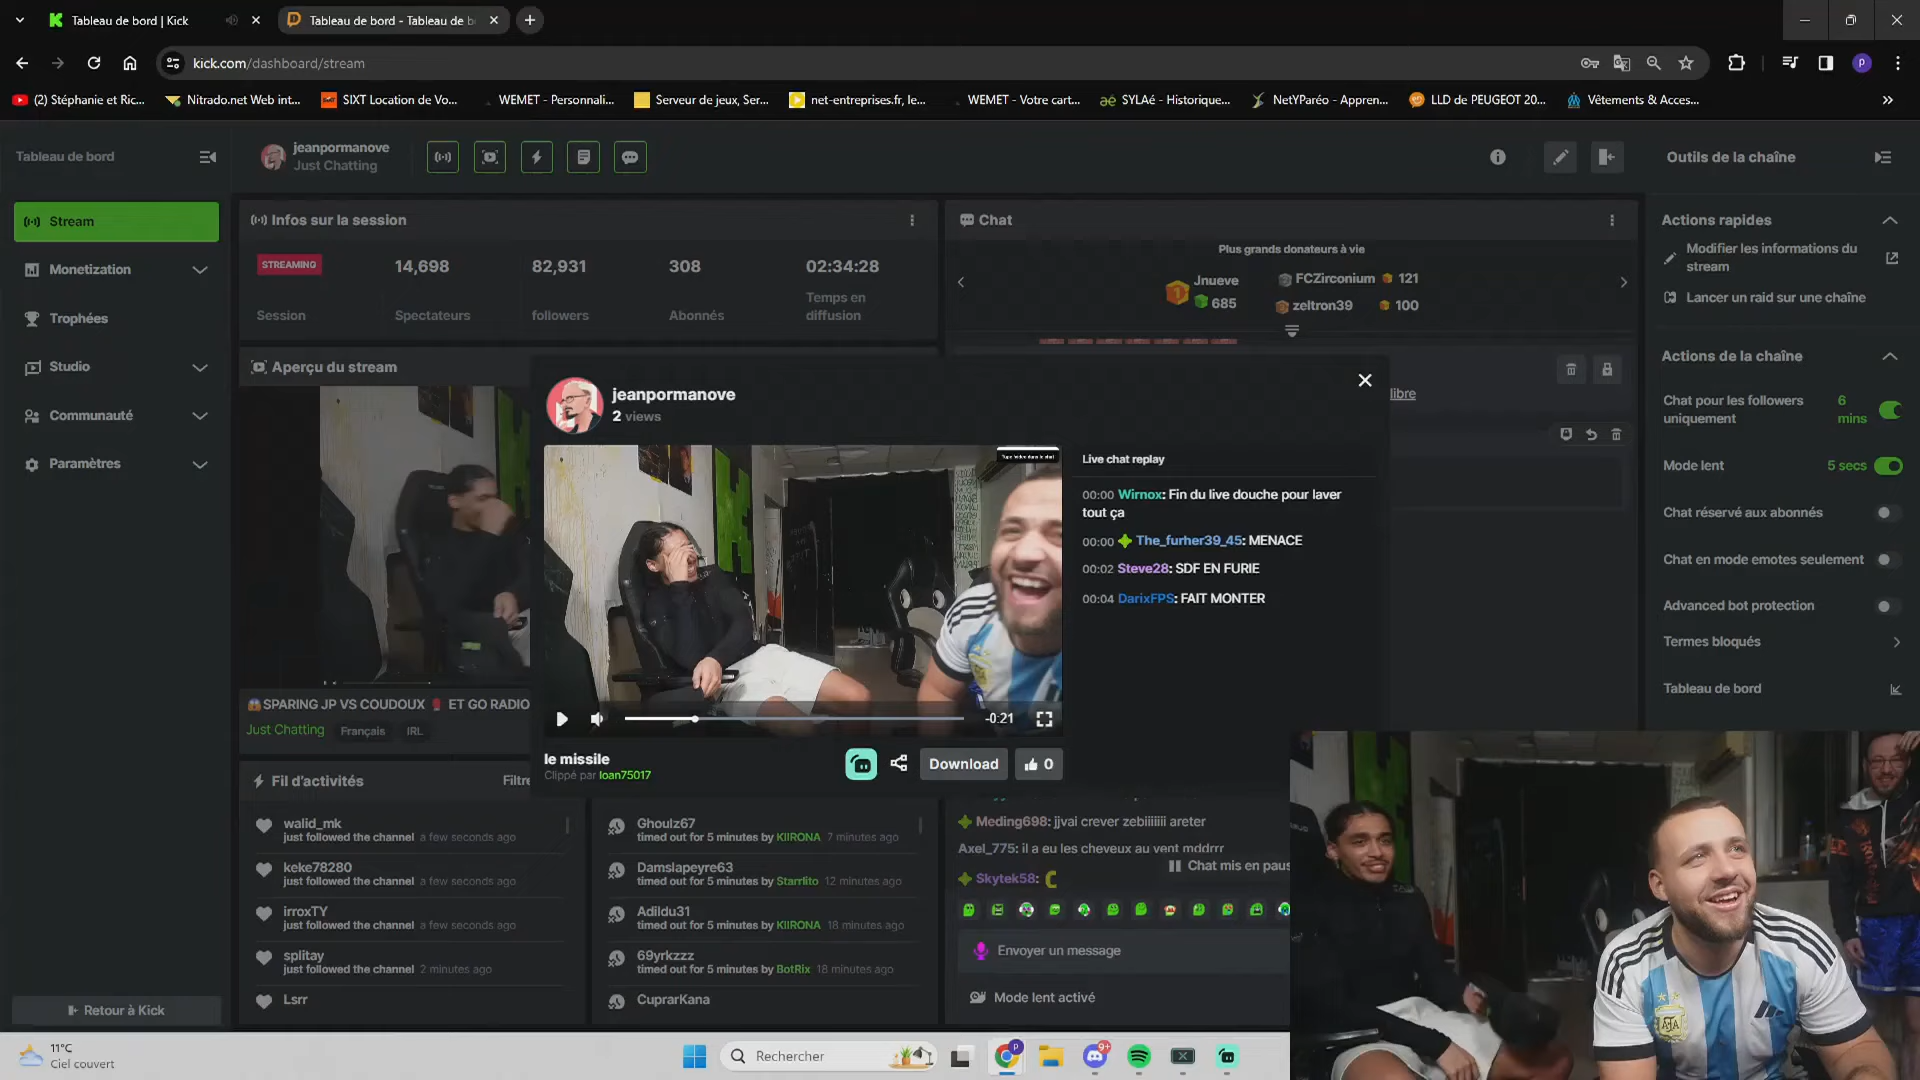 Tableau de bord | Kick
Tableau de bord - Tableau de b
kick.com/dashboard/stream
(2) Stéphanie et Ric...
Nitrado.net Web int...
SIXT Location de Vo...
WEMET - Personnali...
Serveur de jeux, Ser...
net-entreprises.fr, le...
WEMET - Votre cart...
SYLAé - Historique...
NetYParéo - Appren...
LLD de PEUGEOT 20...
Vêtements & Acces...
Tableau de bord
jeanpormanove
Just Chatting
Outils de la chaîne
Stream
Monetization
Trophées
Studio
Communauté
Paramètres
Retour à Kick
Infos sur la session
STREAMING
14,698
82,931
308
02:34:28
Session
Spectateurs
followers
Abonnés
Temps en
diffusion
Aperçu du stream
😱SPARING JP VS COUDOUX 🥊 ET GO RADIO
Just Chatting
Français
IRL
Chat
Plus grands donateurs à vie
Jnueve
685
FCZirconium 121
zeltron39 100
libre
jeanpormanove
2 views
-0:21
le missile
Clippé par loan75017
Download
0
Live chat replay
00:00 Wirnox: Fin du live douche pour laver
tout ça
00:00 The_furher39_45: MENACE
00:02 Steve28: SDF EN FURIE
00:04 DarixFPS: FAIT MONTER
Fil d'activités
Filtre
walid_mk
just followed the channel a few seconds ago
keke78280
just followed the channel a few seconds ago
irroxTY
just followed the channel a few seconds ago
splitay
just followed the channel 2 minutes ago
Lsrr
Ghoulz67
timed out for 5 minutes by KIIRONA 7 minutes ago
Damslapeyre63
timed out for 5 minutes by Starrlito 12 minutes ago
Adildu31
timed out for 5 minutes by KIIRONA 18 minutes ago
69yrkzzz
timed out for 5 minutes by BotRix 18 minutes ago
CuprarKana
Meding698: jjvai crever zebiiiiiii areter
Axel_775: il a eu les cheveux au vent mddrrr
Chat mis en paus
Skytek58:
Envoyer un message
Mode lent activé
Actions rapides
Modifier les informations du
stream
Lancer un raid sur une chaîne
Actions de la chaîne
Chat pour les followers
uniquement
6
mins
Mode lent
5 secs
Chat réservé aux abonnés
Chat en mode emotes seulement
Advanced bot protection
Termes bloqués
Tableau de bord
11°C
Ciel couvert
Rechercher
9+